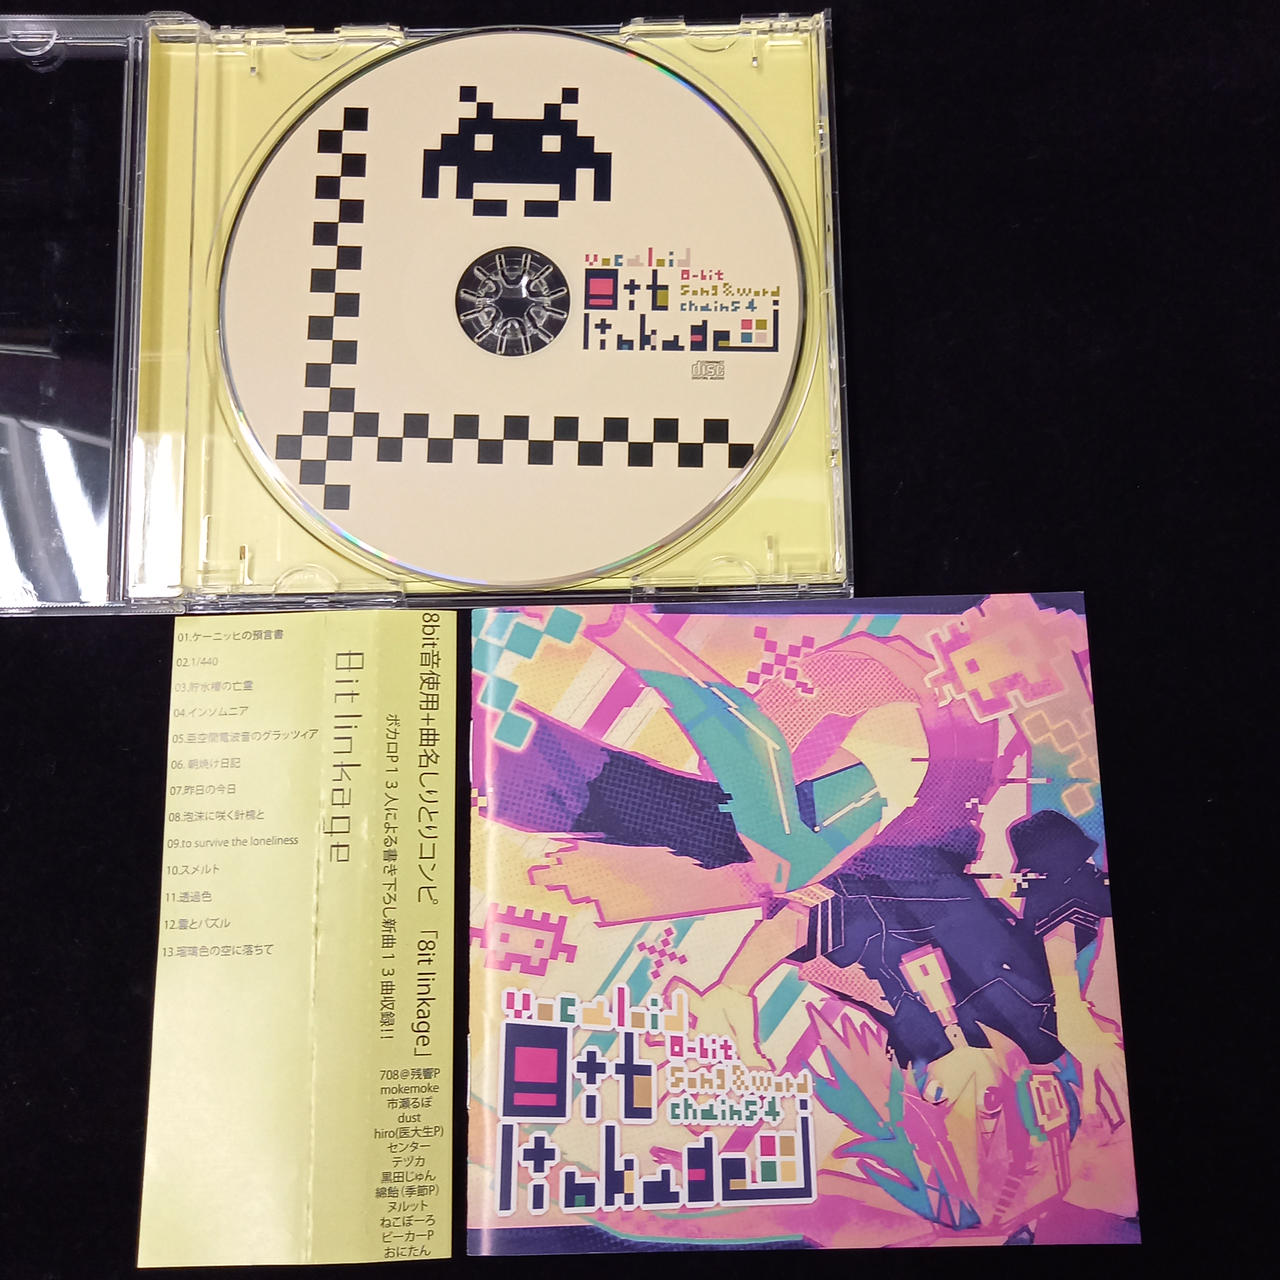 vocaloid
8it
linkage
8-bit
Song & word
chains 4
COMPACT
disc
DIGITAL AUDIO
01.ケーニッヒの預言書
02.1/440
03.貯水槽の亡霊
04.インソムニア
05.亜空間電波音のグラッツィア
06.朝焼け日記
07.昨日の今日
08.泡沫に咲く針槐と
09.to survive the loneliness
10.スメルト
11.透過色
12.雲とパズル
13.瑠璃色の空に落ちて
8it linkage
8bit音使用+曲名しりとりコンピ 「8it linkage」
ボカロP13人による書き下ろし新曲13曲収録!!
708@残響P
mokemoke
市瀬るぽ
dust
hiro(医大生P)
センター
テヅカ
黒田じゅん
綿飴(季節P)
ヌルット
ねこぼーろ
ピーカーP
おにたん
vocaloid
8it
linkage
8-bit
Song & word
chains 4